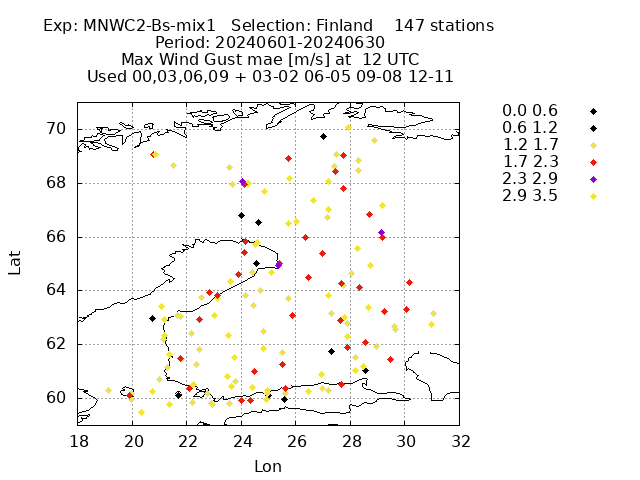 Exp: MNWC2-Bs-mix1   Selection: Finland    147 stations
Period: 20240601-20240630
Max Wind Gust mae [m/s] at  12 UTC
Used 00,03,06,09 + 03-02 06-05 09-08 12-11
0.0 0.6
0.6 1.2
1.2 1.7
1.7 2.3
2.3 2.9
2.9 3.5
70
68
66
64
62
60
Lat
18 20 22 24 26 28 30 32
Lon